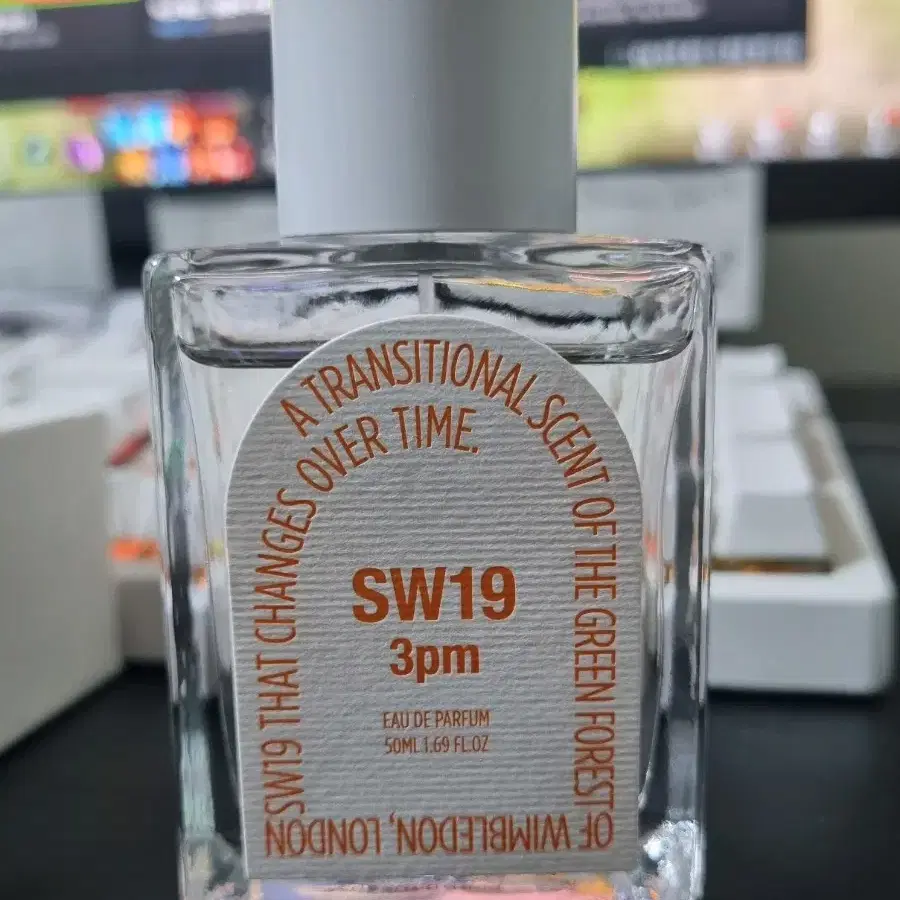 A TRANSITIONAL SCENT OF THE GREEN FOREST
OF WIMBLEDON, LONDON
SW19 THAT CHANGES OVER TIME.
SW19
3pm
EAU DE PARFUM
50ML 1.69 FL.OZ